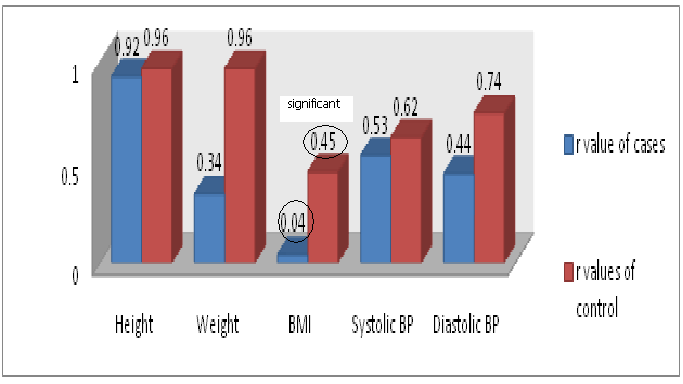 0.92 0.96
0.34 0.96
significant
0.04 0.45
0.53 0.62
0.44 0.74
1
0.5
0
Height Weight BMI Systolic BP Diastolic BP
r value of cases
r values of
control